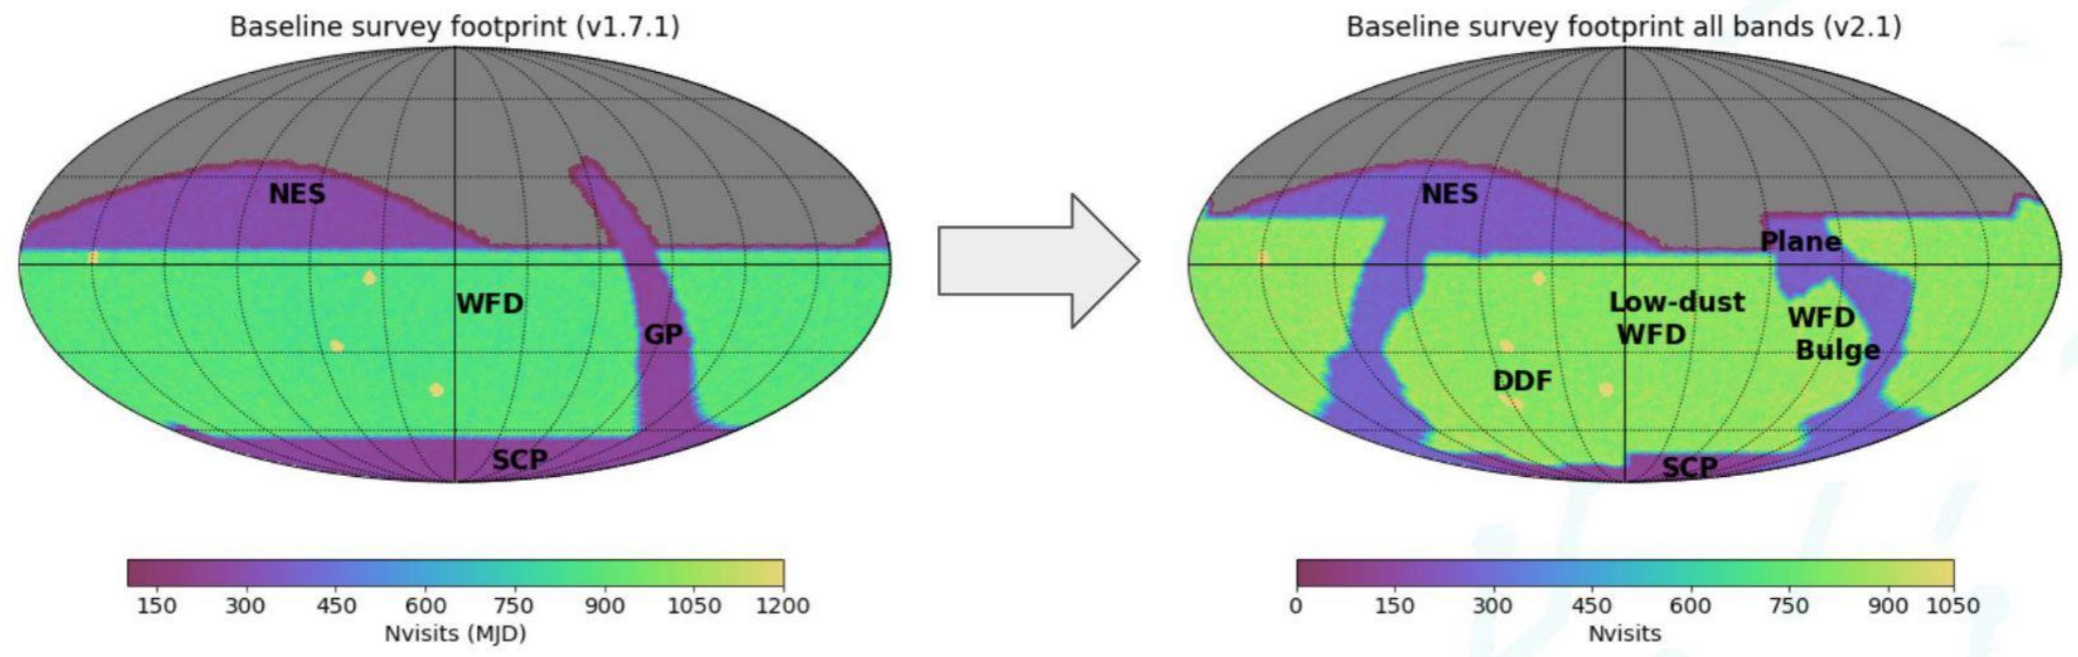 Baseline survey footprint (v1.7.1)
NES
WFD
GP
SCP
150 300 450 600 750 900 1050 1200
Nvisits (MJD)
Baseline survey footprint all bands (v2.1)
NES
Plane
Low-dust
WFD
WFD
Bulge
DDF
SCP
0 150 300 450 600 750 900 1050
Nvisits